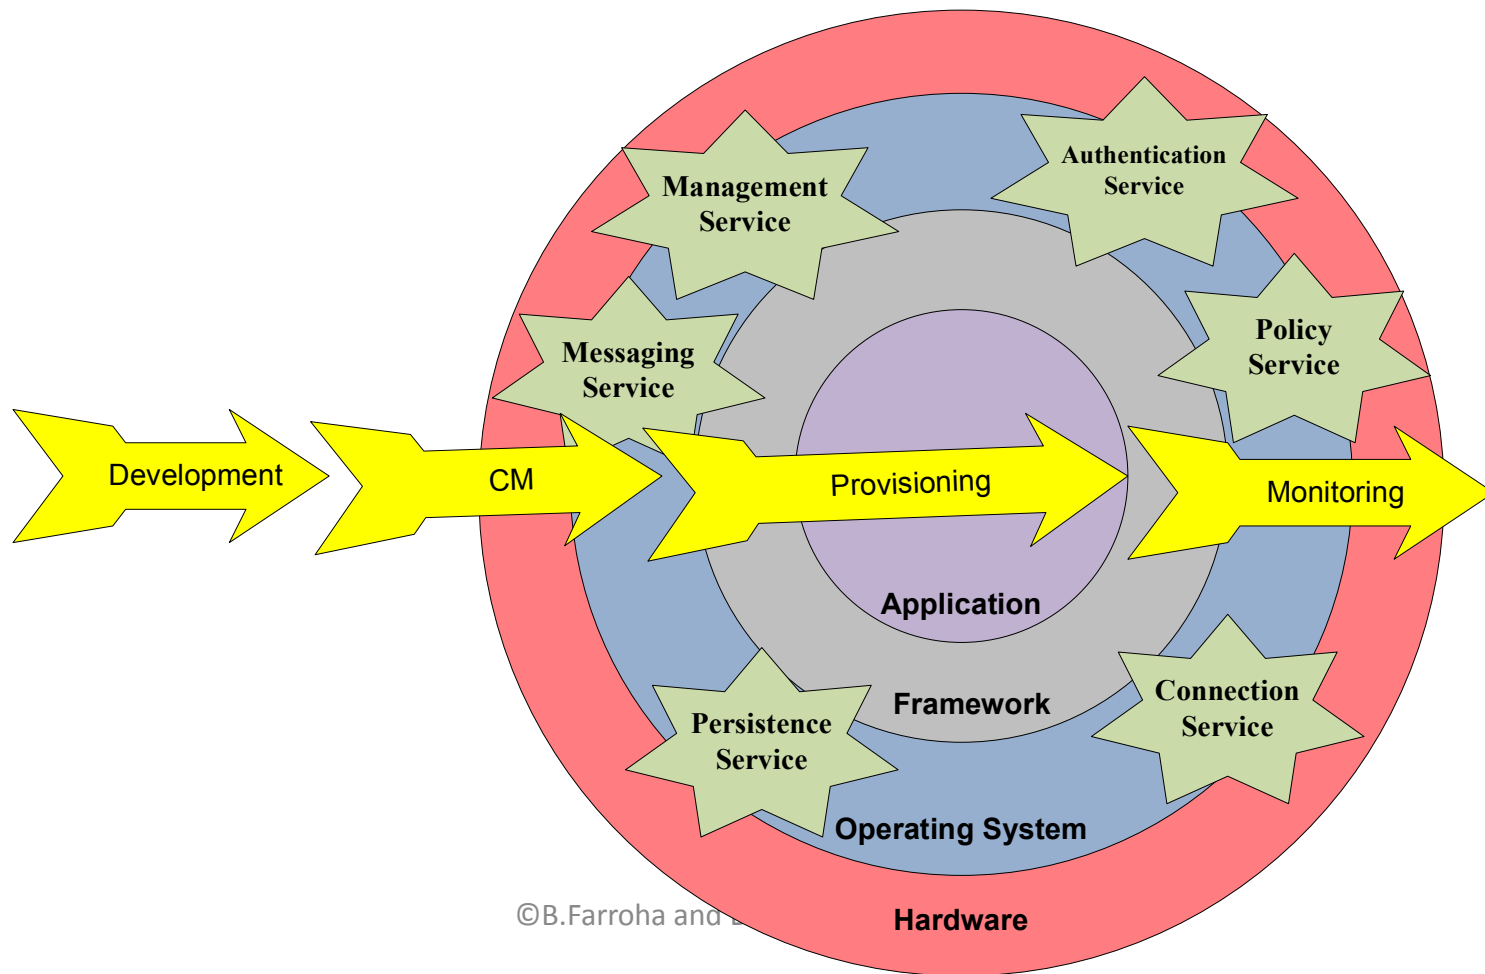 Authentication
Service
Management
Service
Policy
Service
Messaging
Service
Development
CM
Provisioning
Monitoring
Application
Framework
Connection
Service
Persistence
Service
Operating System
Hardware
©B.Farroha and